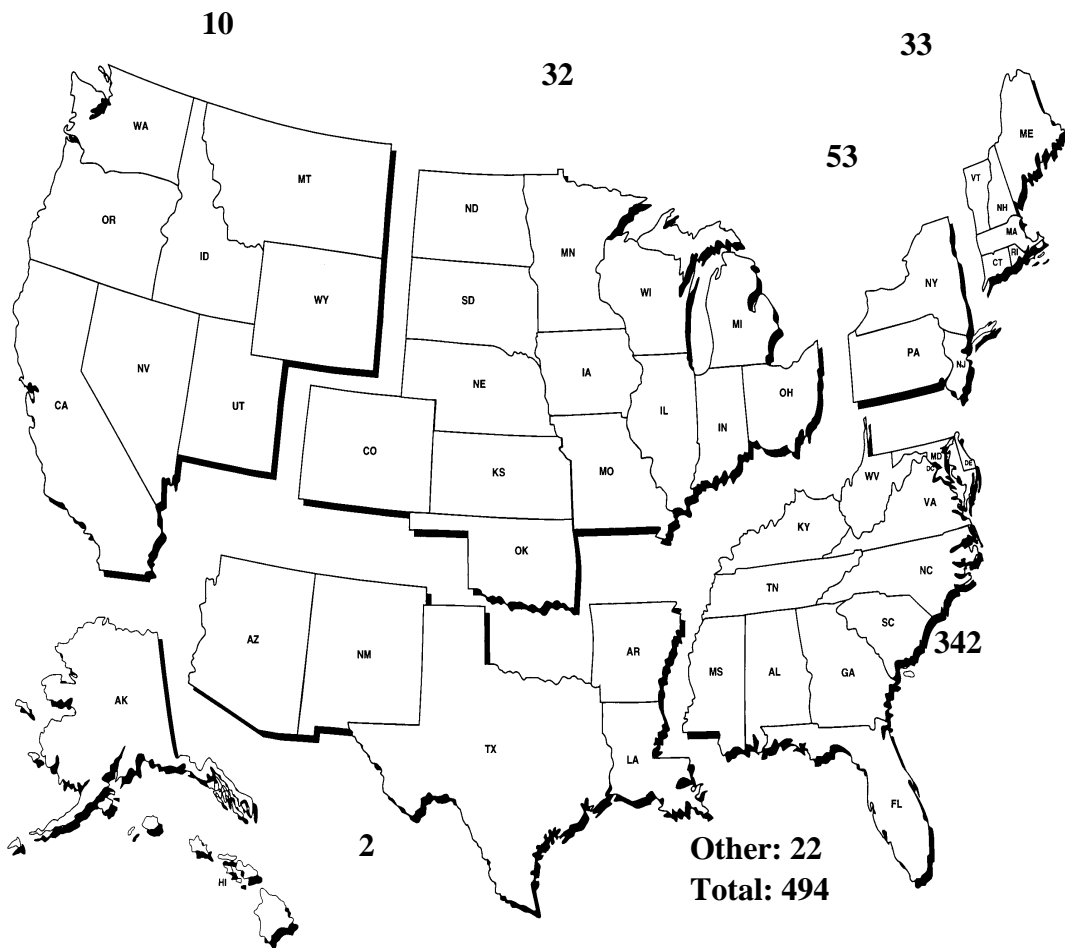 10
33
32
53
WA
ME
MT
VT
ND
NH
OR
MN
MA
ID
RI
CT
NY
WI
WY
SD
MI
PA
NJ
NV
IA
NE
UT
OH
CA
IL
IN
CO
MD
DE
DC
KS
MO
WV
VA
KY
OK
NC
TN
SC
AZ
342
NM
AR
MS
AL
GA
AK
TX
LA
FL
2
Other: 22
HI
Total: 494